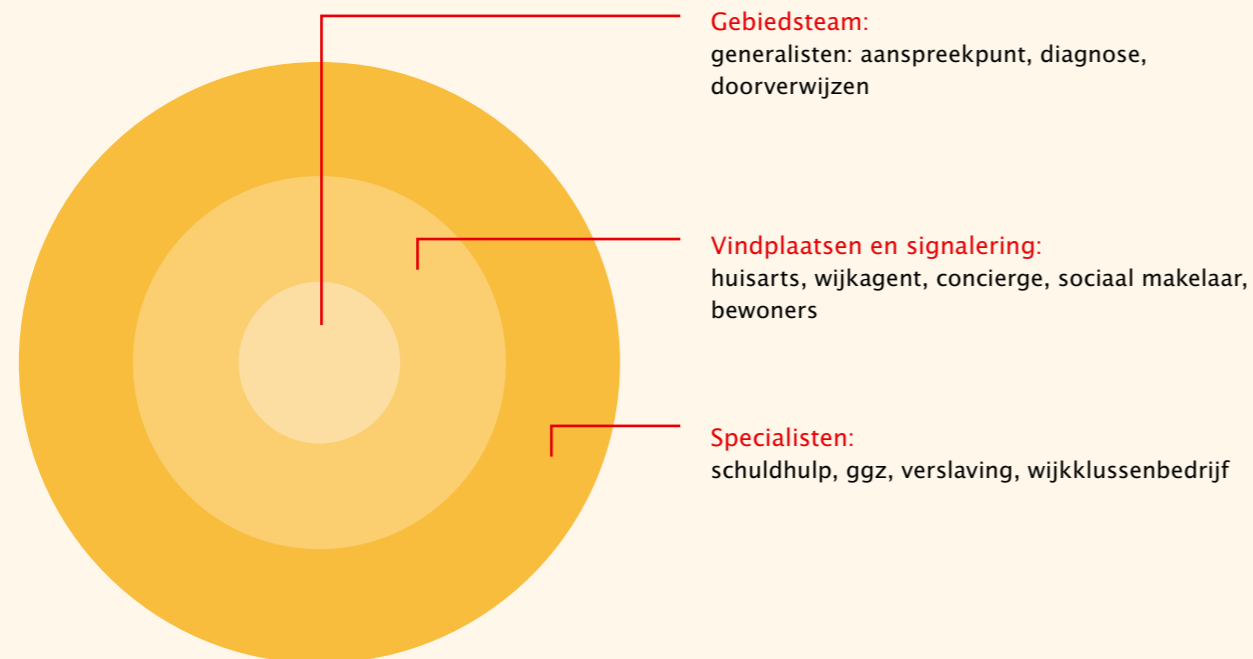 Gebiedsteam:
generalisten: aanspreekpunt, diagnose,
doorverwijzen
Vindplaatsen en signalering:
huisarts, wijkagent, concierge, sociaal makelaar,
bewoners
Specialisten:
schuldhulp, ggz, verslaving, wijkklussenbedrijf